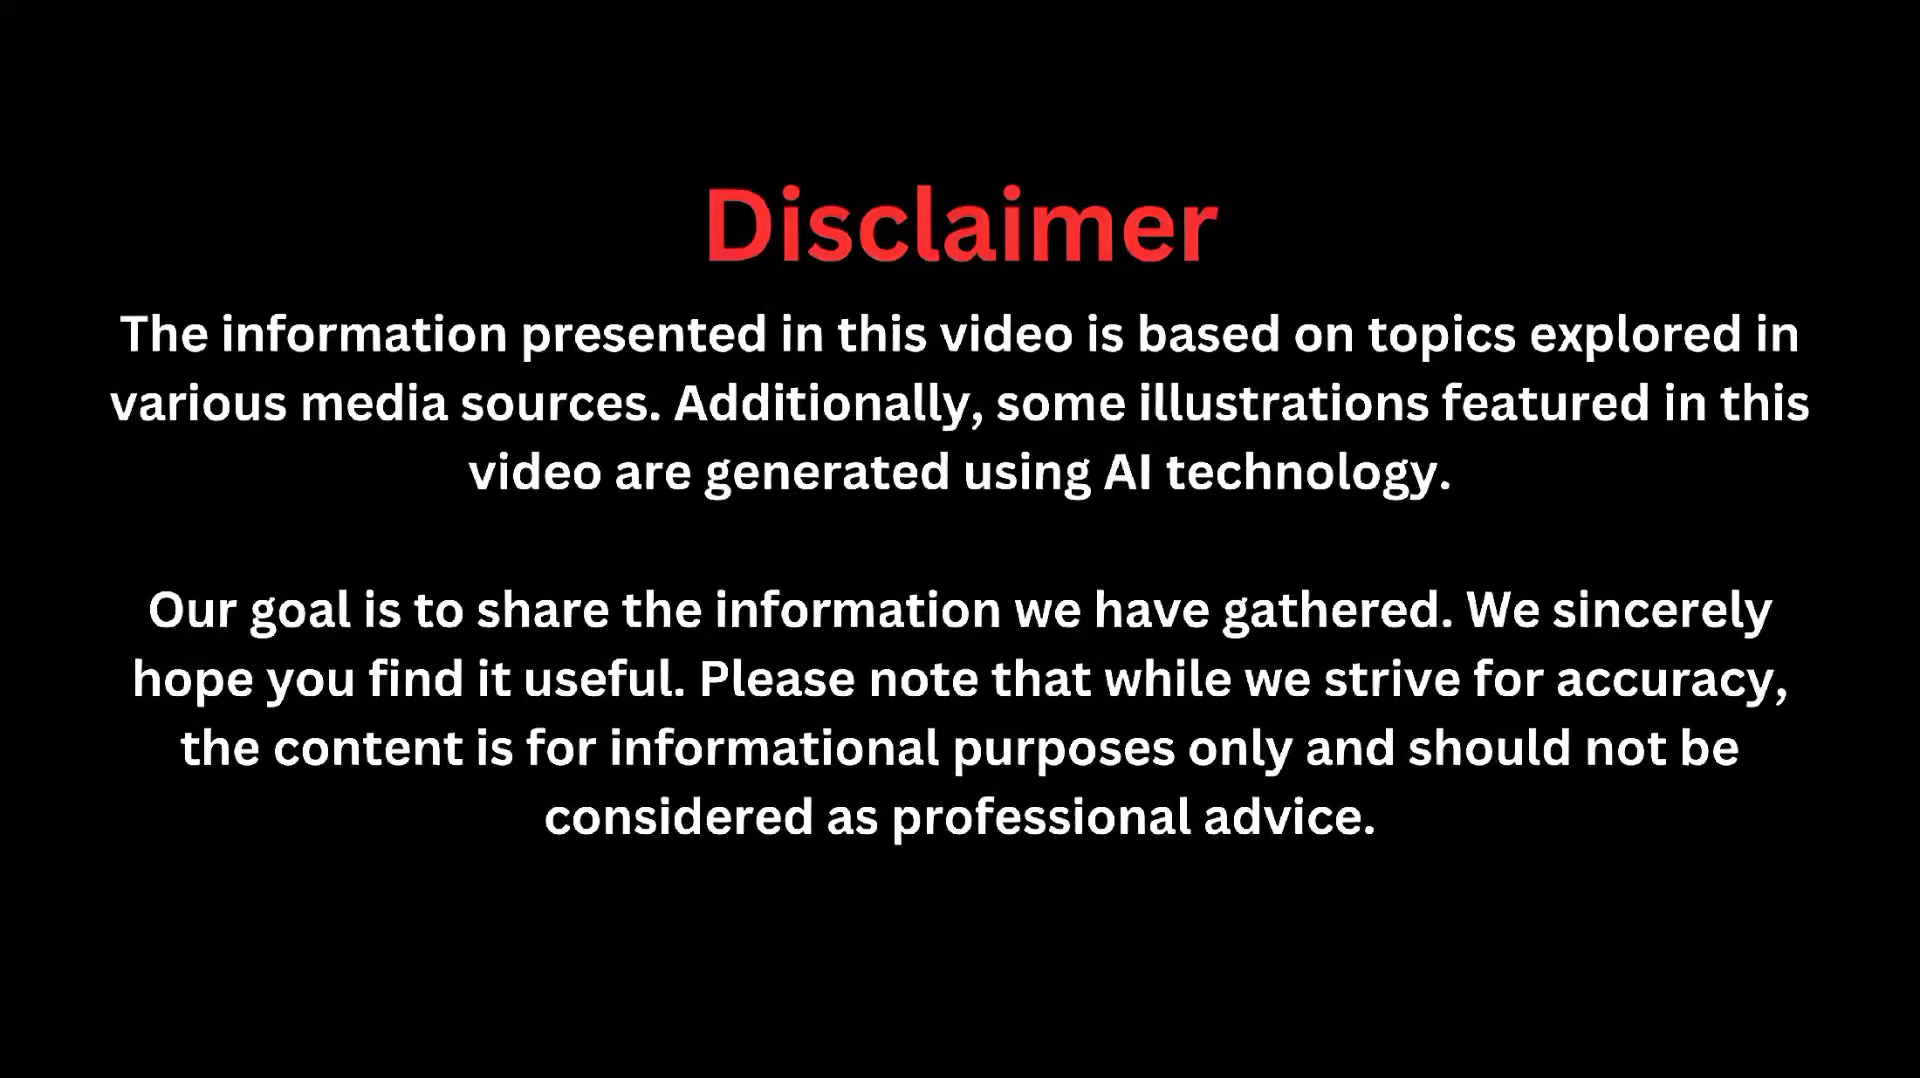 Disclaimer
The information presented in this video is based on topics explored in
various media sources. Additionally, some illustrations featured in this
video are generated using AI technology.
Our goal is to share the information we have gathered. We sincerely
hope you find it useful. Please note that while we strive for accuracy,
the content is for informational purposes only and should not be
considered as professional advice.